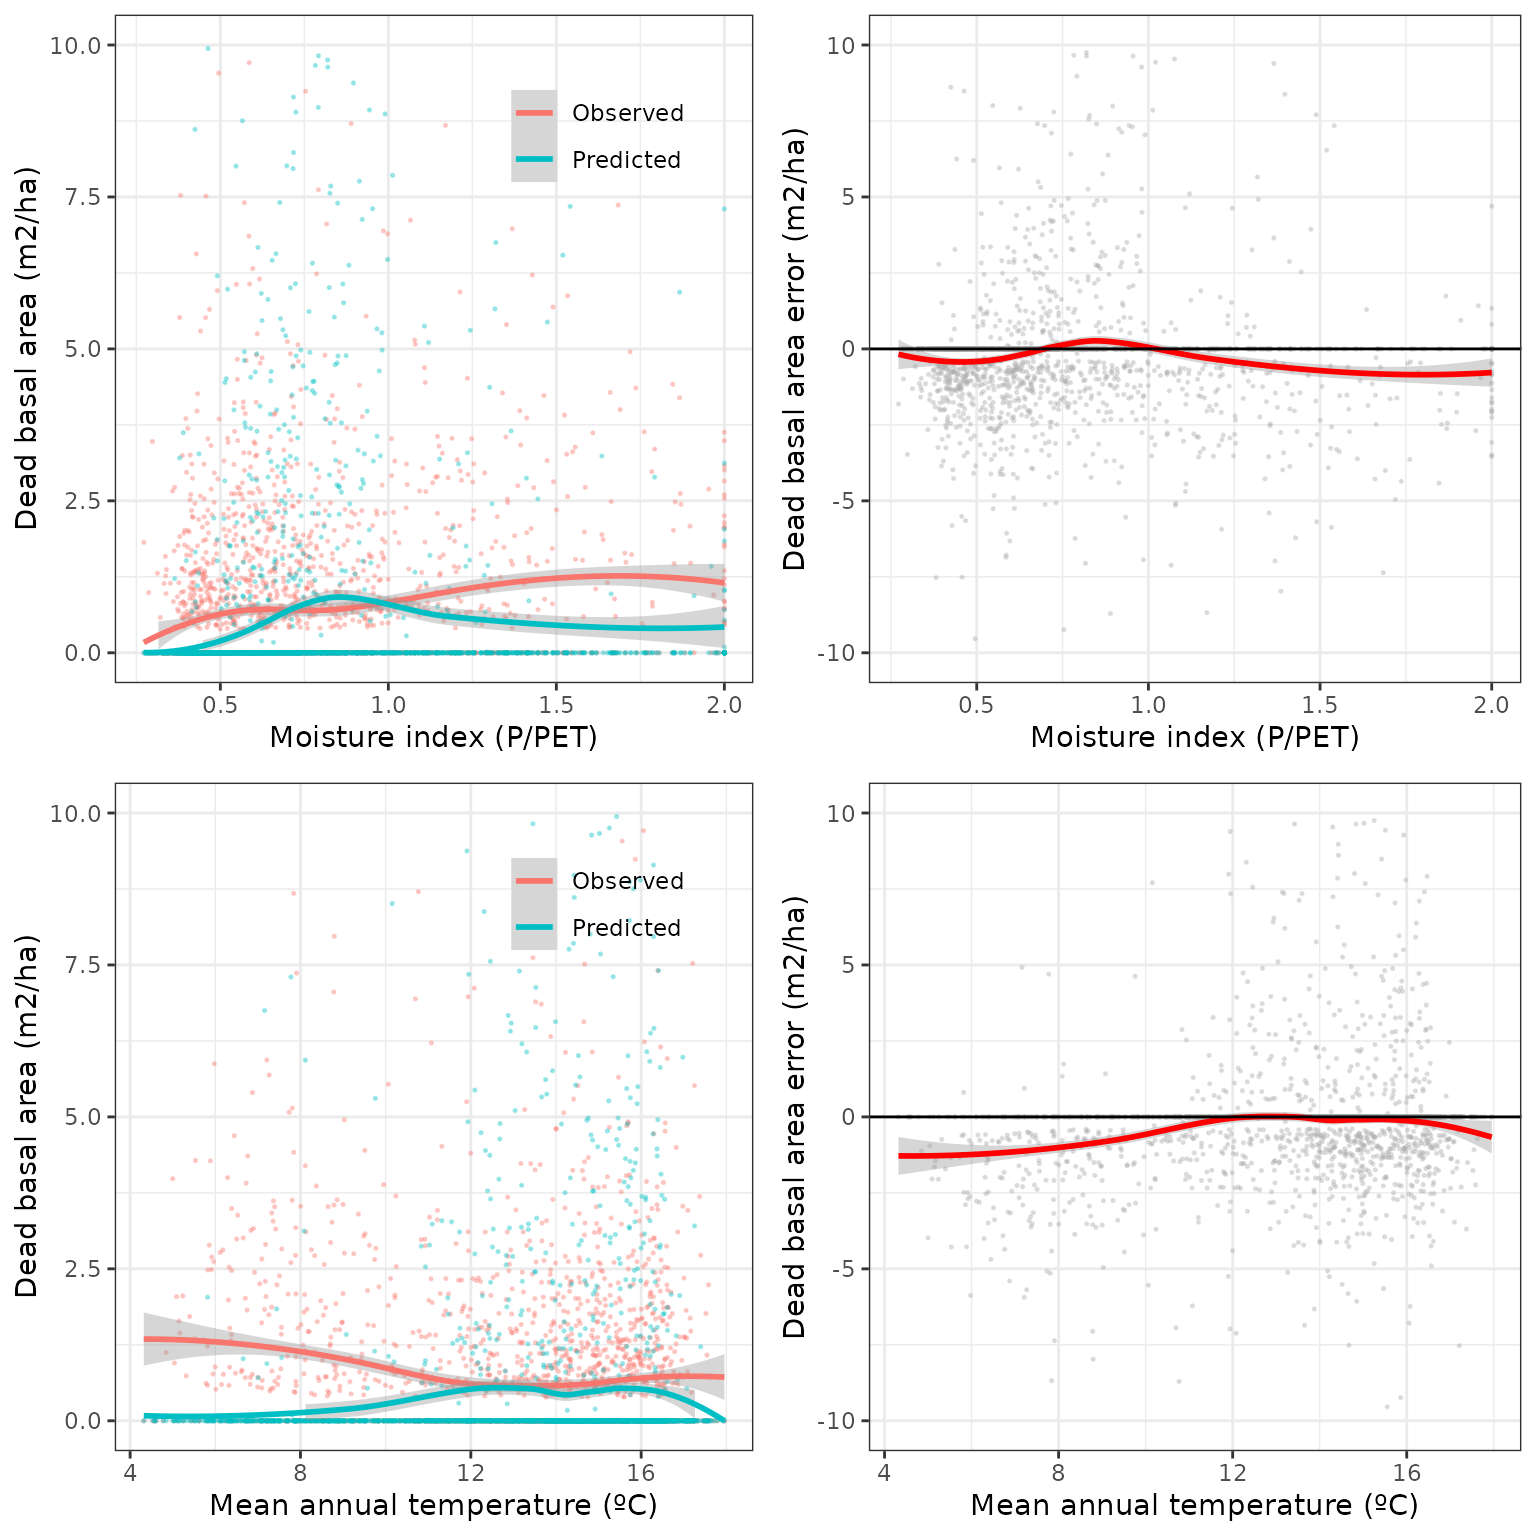 Dead basal area (m2/ha)
10.0
7.5
5.0
2.5
0.0
Observed
Predicted
0.5 1.0 1.5 2.0
Moisture index (P/PET)
Dead basal area error (m2/ha)
10
5
0
-5
-10
0.5 1.0 1.5 2.0
Moisture index (P/PET)
Dead basal area (m2/ha)
10.0
7.5
5.0
2.5
0.0
Observed
Predicted
4 8 12 16
Mean annual temperature (ºC)
Dead basal area error (m2/ha)
10
5
0
-5
-10
4 8 12 16
Mean annual temperature (ºC)